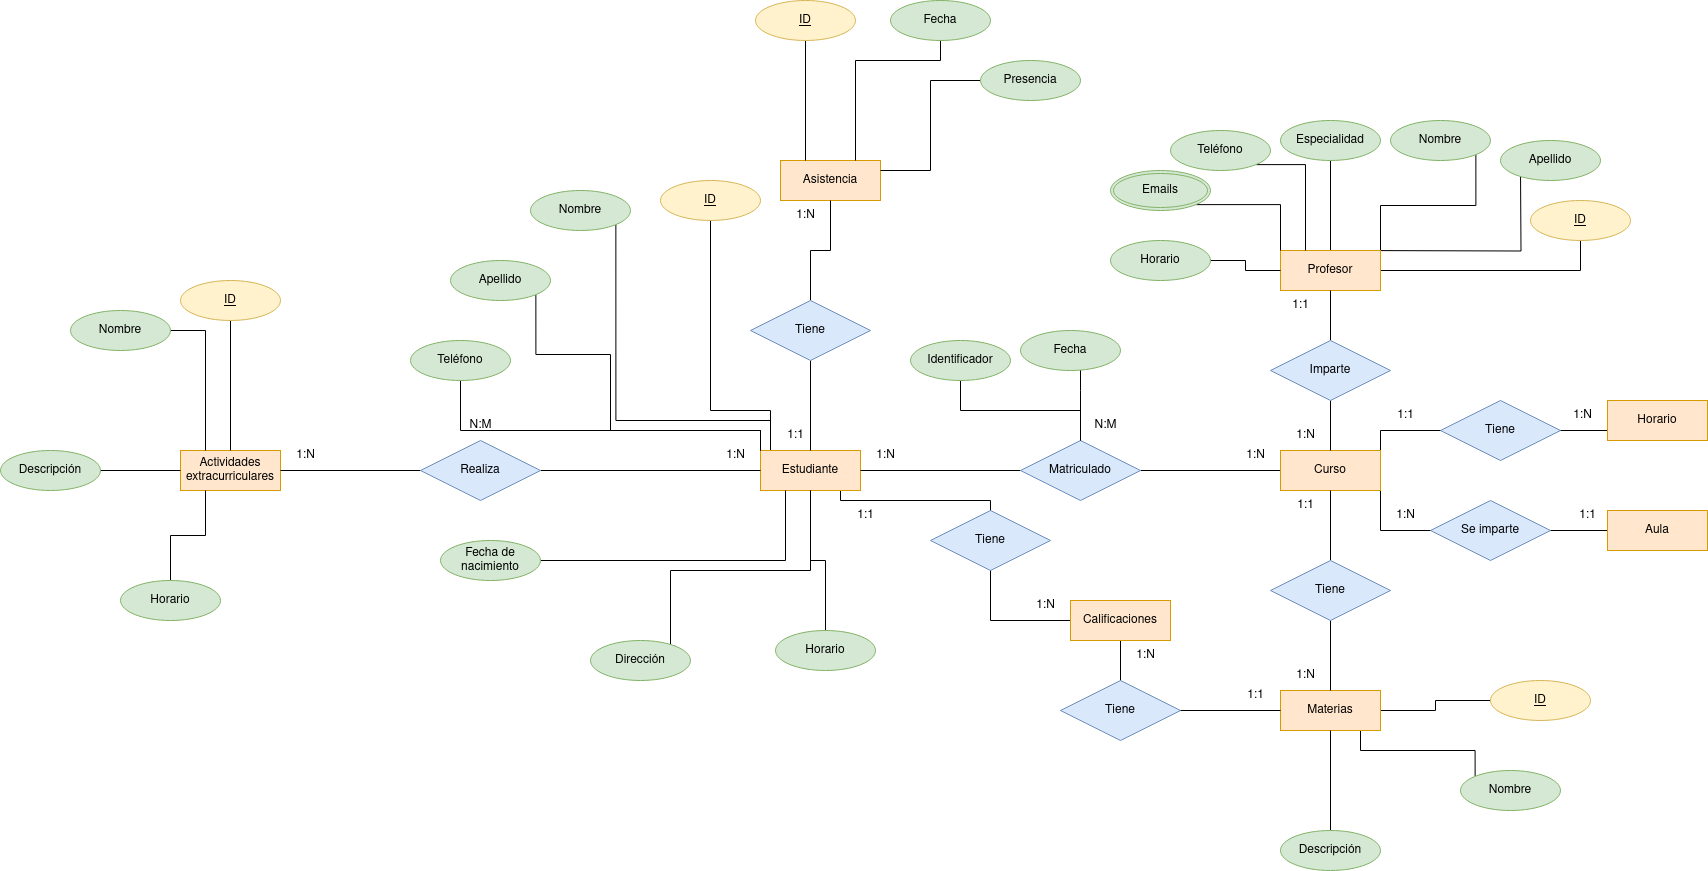 ID
Fecha
Presencia
Asistencia
1:N
Teléfono
Especialidad
Nombre
Apellido
Emails
ID
Horario
Profesor
1:1
Nombre
ID
Apellido
Teléfono
Tiene
ID
Nombre
Identificador
Fecha
Imparte
N:M
1:1
N:M
1:N
1:1
Tiene
1:N
Horario
Descripción
Actividades
extracurriculares
1:N
Realiza
1:N
Estudiante
1:N
Matriculado
1:N
Curso
1:1
1:1
1:N
Se imparte
1:1
Aula
Fecha de
nacimiento
Tiene
Horario
1:N
Calificaciones
Tiene
Dirección
Horario
1:N
1:N
Tiene
1:1
Materias
ID
Nombre
Descripción